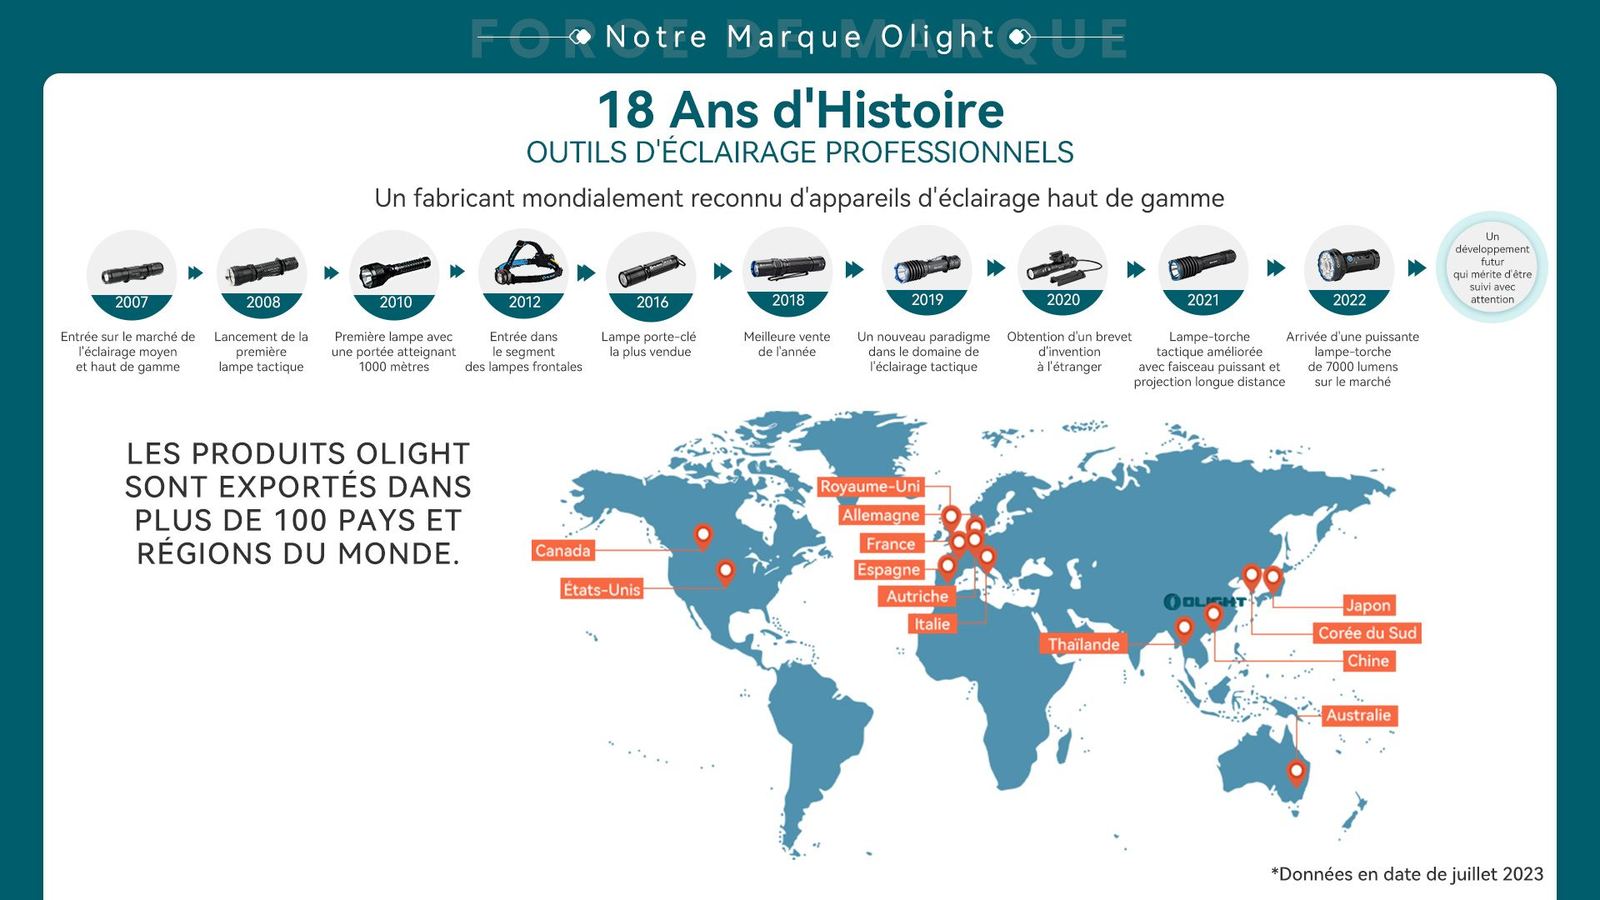 FORCE DE MARQUE
Notre Marque Olight
18 Ans d'Histoire
OUTILS D'ÉCLAIRAGE PROFESSIONNELS
Un fabricant mondialement reconnu d'appareils d'éclairage haut de gamme
2007
Entrée sur le marché de
l'éclairage moyen
et haut de gamme
2008
Lancement de la
première
lampe tactique
2010
Première lampe avec
une portée atteignant
1000 mètres
2012
Entrée dans
le segment
des lampes frontales
2016
Lampe porte-clé
la plus vendue
2018
Meilleure vente
de l'année
2019
Un nouveau paradigme
dans le domaine de
l'éclairage tactique
2020
Obtention d'un brevet
d'invention
à l'étranger
2021
Lampe-torche
tactique améliorée
avec faisceau puissant et
projection longue distance
2022
Arrivée d'une puissante
lampe-torche
de 7000 lumens
sur le marché
Un
développement
futur
qui mérite d'être
suivi avec
attention
LES PRODUITS OLIGHT
SONT EXPORTÉS DANS
PLUS DE 100 PAYS ET
RÉGIONS DU MONDE.
Canada
États-Unis
Royaume-Uni
Allemagne
France
Espagne
Autriche
Italie
Thaïlande
OLIGHT
Japon
Corée du Sud
Chine
Australie
*Données en date de juillet 2023